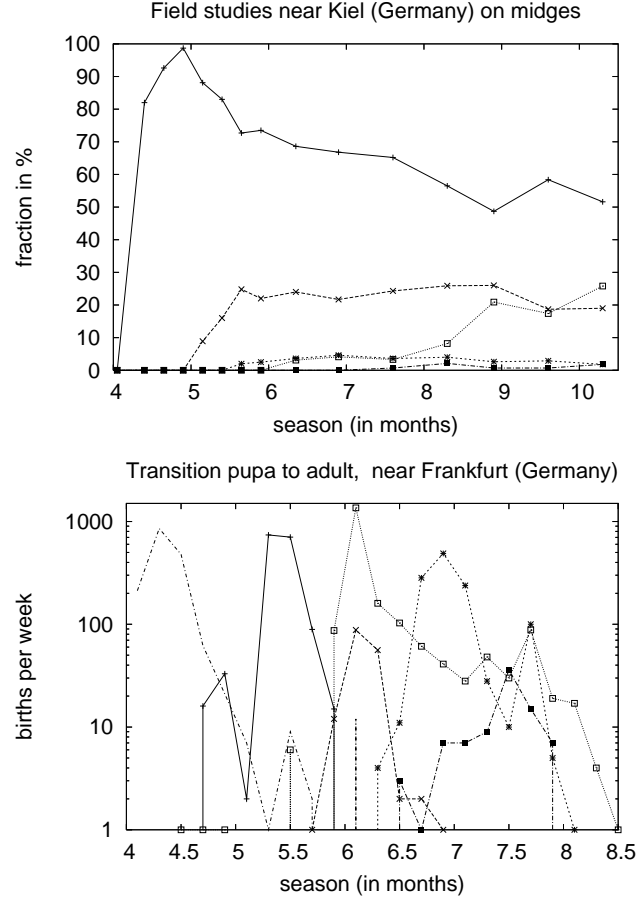 Field studies near Kiel (Germany) on midges
100
90
80
70
60
50
40
30
20
10
0
fraction in %
4 5 6 7 8 9 10
season (in months)
Transition pupa to adult, near Frankfurt (Germany)
1000
100
10
1
births per week
4 4.5 5 5.5 6 6.5 7 7.5 8 8.5
season (in months)